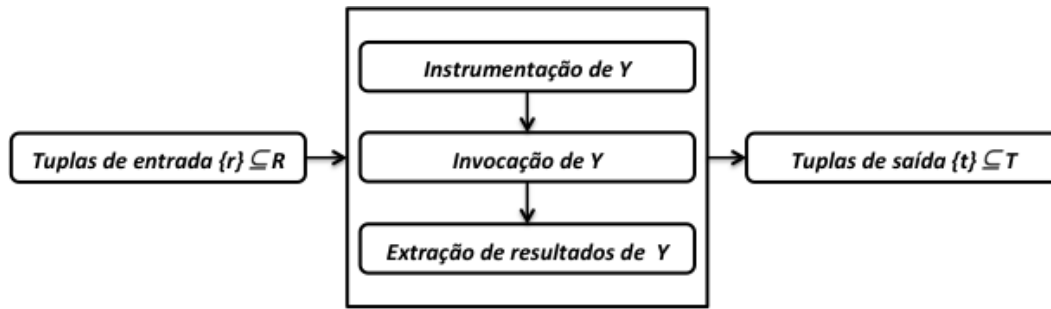 Tuplas de entrada {r} ⊆ R
Instrumentação de Y
Invocação de Y
Extração de resultados de Y
Tuplas de saída {t} ⊆ T